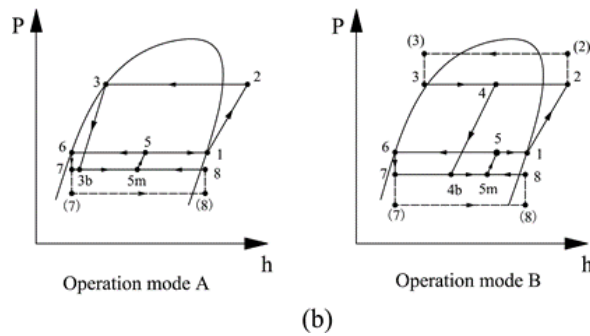 P
3
2
6
5
1
7
3b
5m
8
(7)
(8)
h
Operation mode A
P
(3)
(2)
3
4
2
6
5
1
7
4b
5m
8
(7)
(8)
h
Operation mode B
(b)